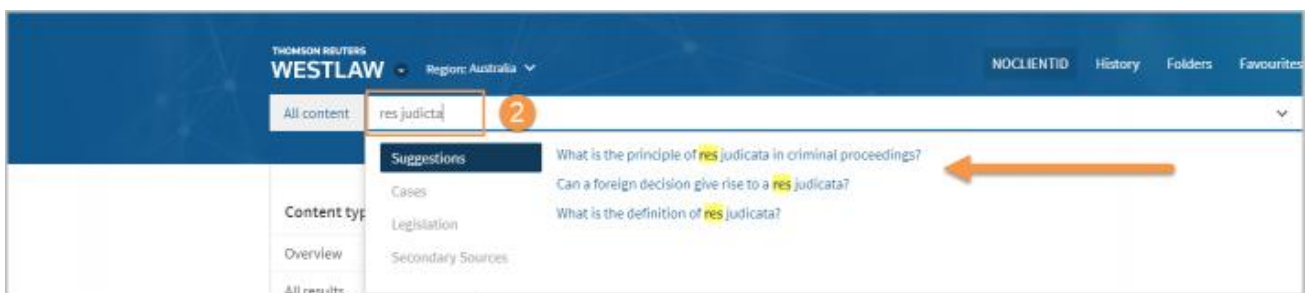 THOMSON REUTERS
WESTLAW Region: Australia NOCLIENTID History Folders Favourites
All content res judicta 2
Suggestions What is the principle of res judicata in criminal proceedings?
Cases Can a foreign decision give rise to a res judicata?
Content typ Legislation What is the definition of res judicata?
Overview Secondary Sources
All results